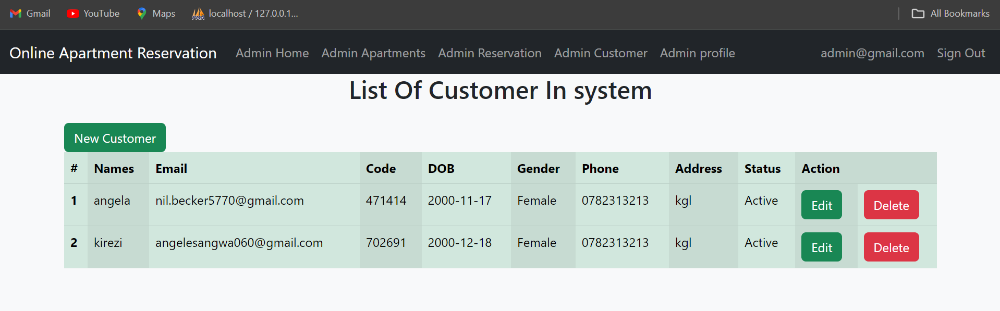 Gmail YouTube Maps localhost / 127.0.0.1... All Bookmarks
Online Apartment Reservation Admin Home Admin Apartments Admin Reservation Admin Customer Admin profile admin@gmail.com Sign Out
List Of Customer In system
New Customer
# Names Email Code DOB Gender Phone Address Status Action
1 angela nil.becker5770@gmail.com 471414 2000-11-17 Female 0782313213 kgl Active Edit Delete
2 kirezi angelesangwa060@gmail.com 702691 2000-12-18 Female 0782313213 kgl Active Edit Delete